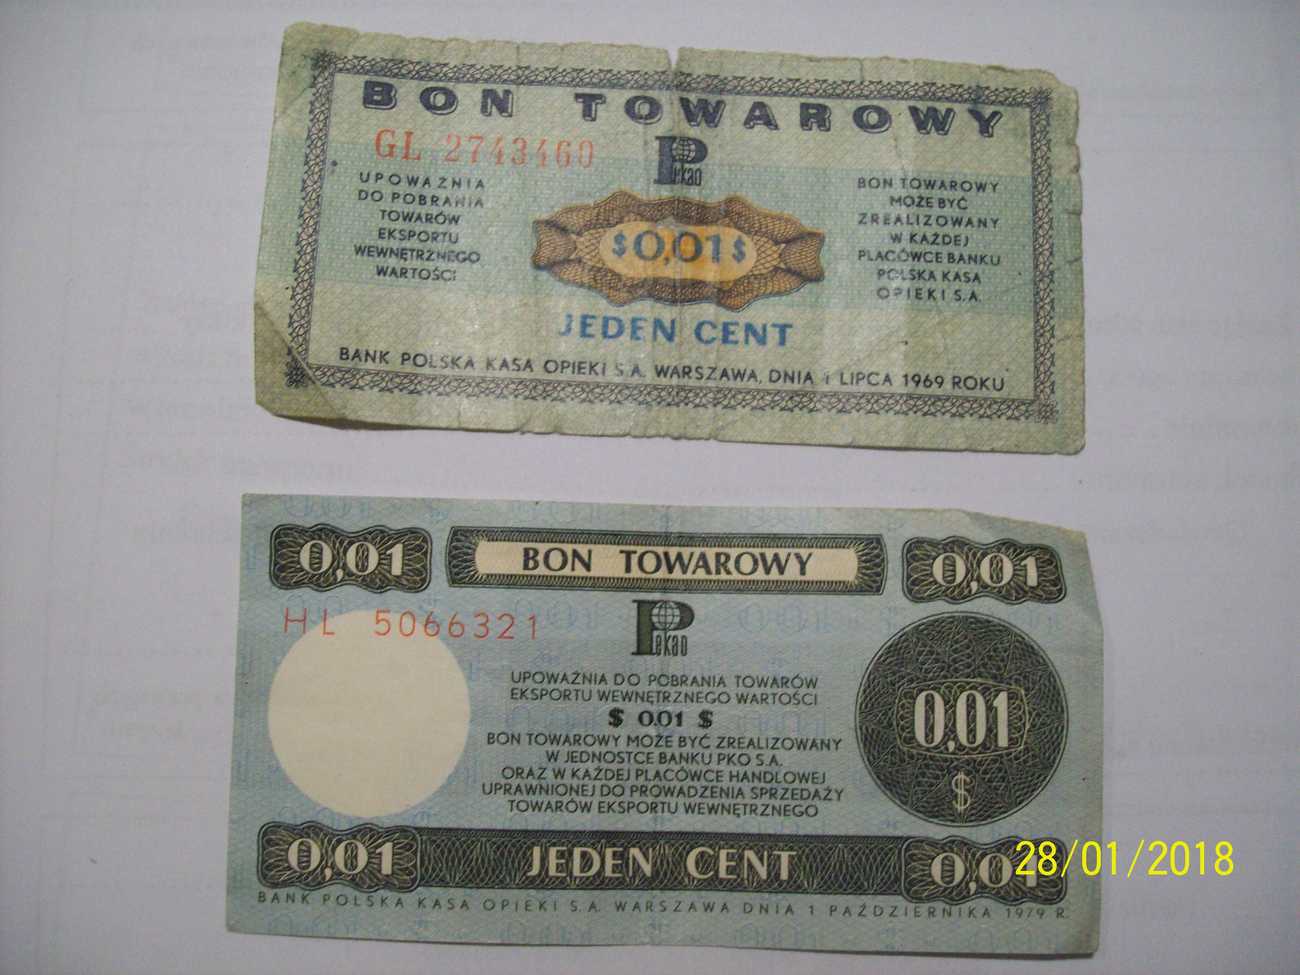 BON TOWAROWY
GL 2743460
Pekao
UPOWAŻNIA
DO POBRANIA
TOWARÓW
EKSPORTU
WEWNĘTRZNEGO
WARTOŚCI
$0,01$
BON TOWAROWY
MOŻE BYĆ
ZREALIZOWANY
W KAŻDEJ
PLACÓWCE BANKU
POLSKA KASA
OPIEKI S.A.
JEDEN CENT
BANK POLSKA KASA OPIEKI S.A. WARSZAWA, DNIA 1 LIPCA 1969 ROKU
0,01
BON TOWAROWY
0,01
HL 5066321
Pekao
UPOWAŻNIA DO POBRANIA TOWARÓW
EKSPORTU WEWNĘTRZNEGO WARTOŚCI
$ 0.01 $
BON TOWAROWY MOŻE BYĆ ZREALIZOWANY
W JEDNOSTCE BANKU PKO S.A.
ORAZ W KAŻDEJ PLACÓWCE HANDLOWEJ
UPRAWNIONEJ DO PROWADZENIA SPRZEDAŻY
TOWARÓW EKSPORTU WEWNĘTRZNEGO
0,01
$
0,01
JEDEN CENT
0,01
BANK POLSKA KASA OPIEKI S.A. WARSZAWA DNIA 1 PAŹDZIERNIKA 1979 R.
28/01/2018